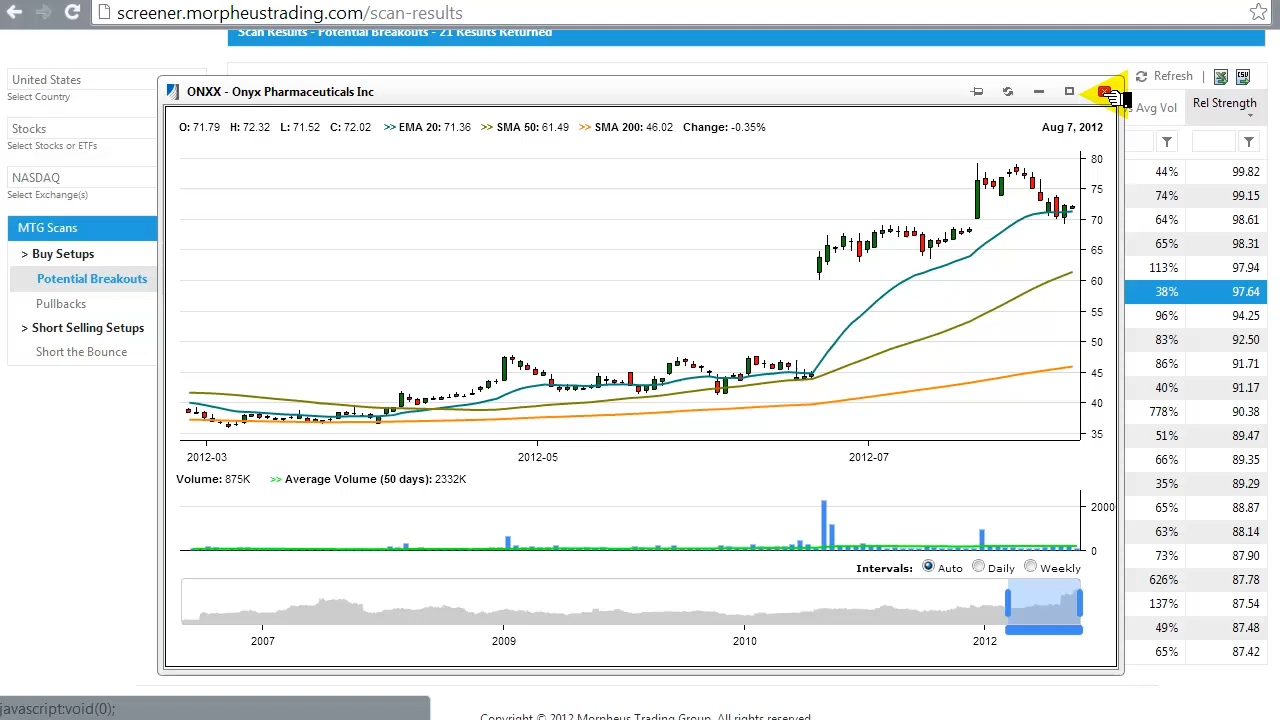 screener.morpheustrading.com/scan-results
Scan Results - Potential Breakouts - 21 Results Returned
United States
Select Country
Stocks
Select Stocks or ETFs
NASDAQ
Select Exchange(s)
MTG Scans
> Buy Setups
Potential Breakouts
Pullbacks
> Short Selling Setups
Short the Bounce
ONXX - Onyx Pharmaceuticals Inc
O: 71.79 H: 72.32 L: 71.52 C: 72.02 >> EMA 20: 71.36 >> SMA 50: 61.49 >> SMA 200: 46.02 Change: -0.35%
Aug 7, 2012
80
75
70
65
60
55
50
45
40
35
2012-03 2012-05 2012-07
Volume: 875K >> Average Volume (50 days): 2332K
2000
0
Intervals: Auto Daily Weekly
2007 2009 2010 2012
Refresh |
Avg Vol Rel Strength
44% 99.82
74% 99.15
64% 98.61
65% 98.31
113% 97.94
38% 97.64
96% 94.25
83% 92.50
86% 91.71
40% 91.17
778% 90.38
51% 89.47
66% 89.35
35% 89.29
65% 88.87
63% 88.14
73% 87.90
626% 87.78
137% 87.54
49% 87.48
65% 87.42
javascript:void(0);
Copyright © 2012 Morpheus Trading Group. All rights reserved.